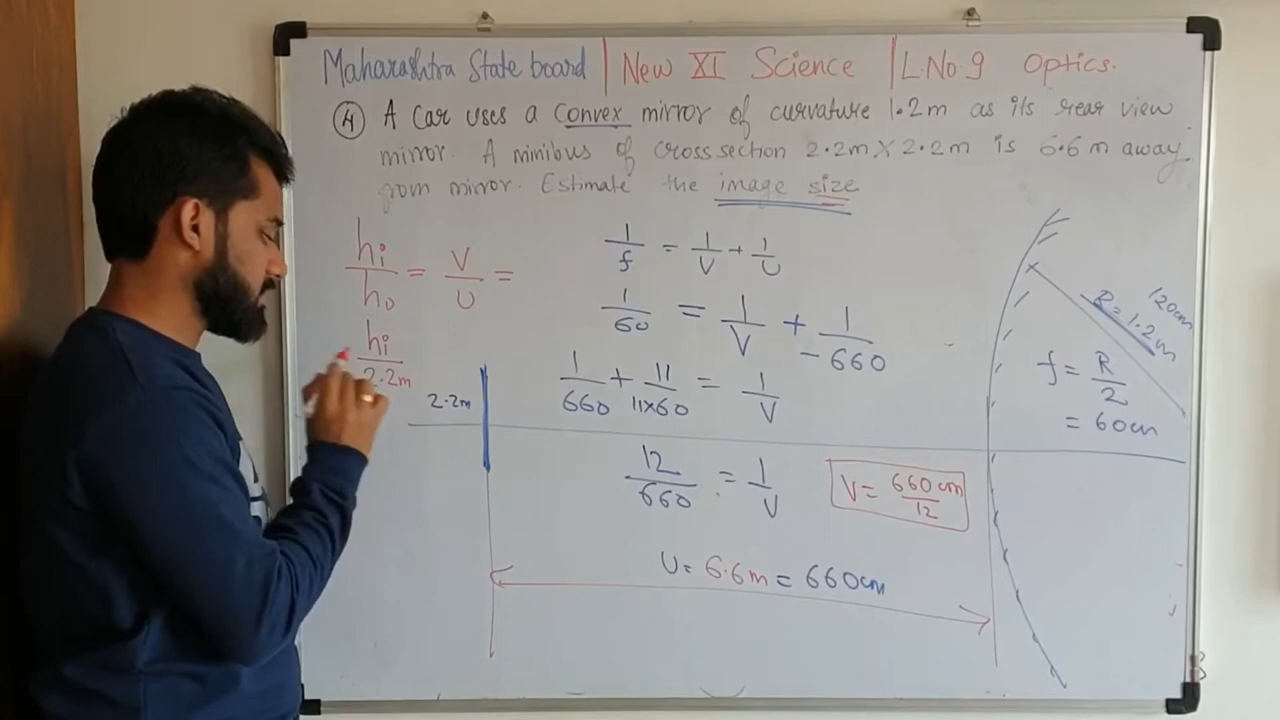 Maharashtra State board | New XI Science | L.No.9 Optics.
④ A Car uses a Convex mirror of curvature 1.2m as its rear view
mirror. A minibus of cross section 2.2m X 2.2m is 6.6 m away
from mirror. Estimate the image size
hi/ho = V/U =
hi/2.2m
2.2m
1/f = 1/V + 1/U
1/60 = 1/V + 1/-660
1/660 + 11/11x60 = 1/V
12/660 = 1/V
V= 660cm/12
U= 6.6m = 660cm
R= 1.2m
120cm
f = R/2
= 60cm